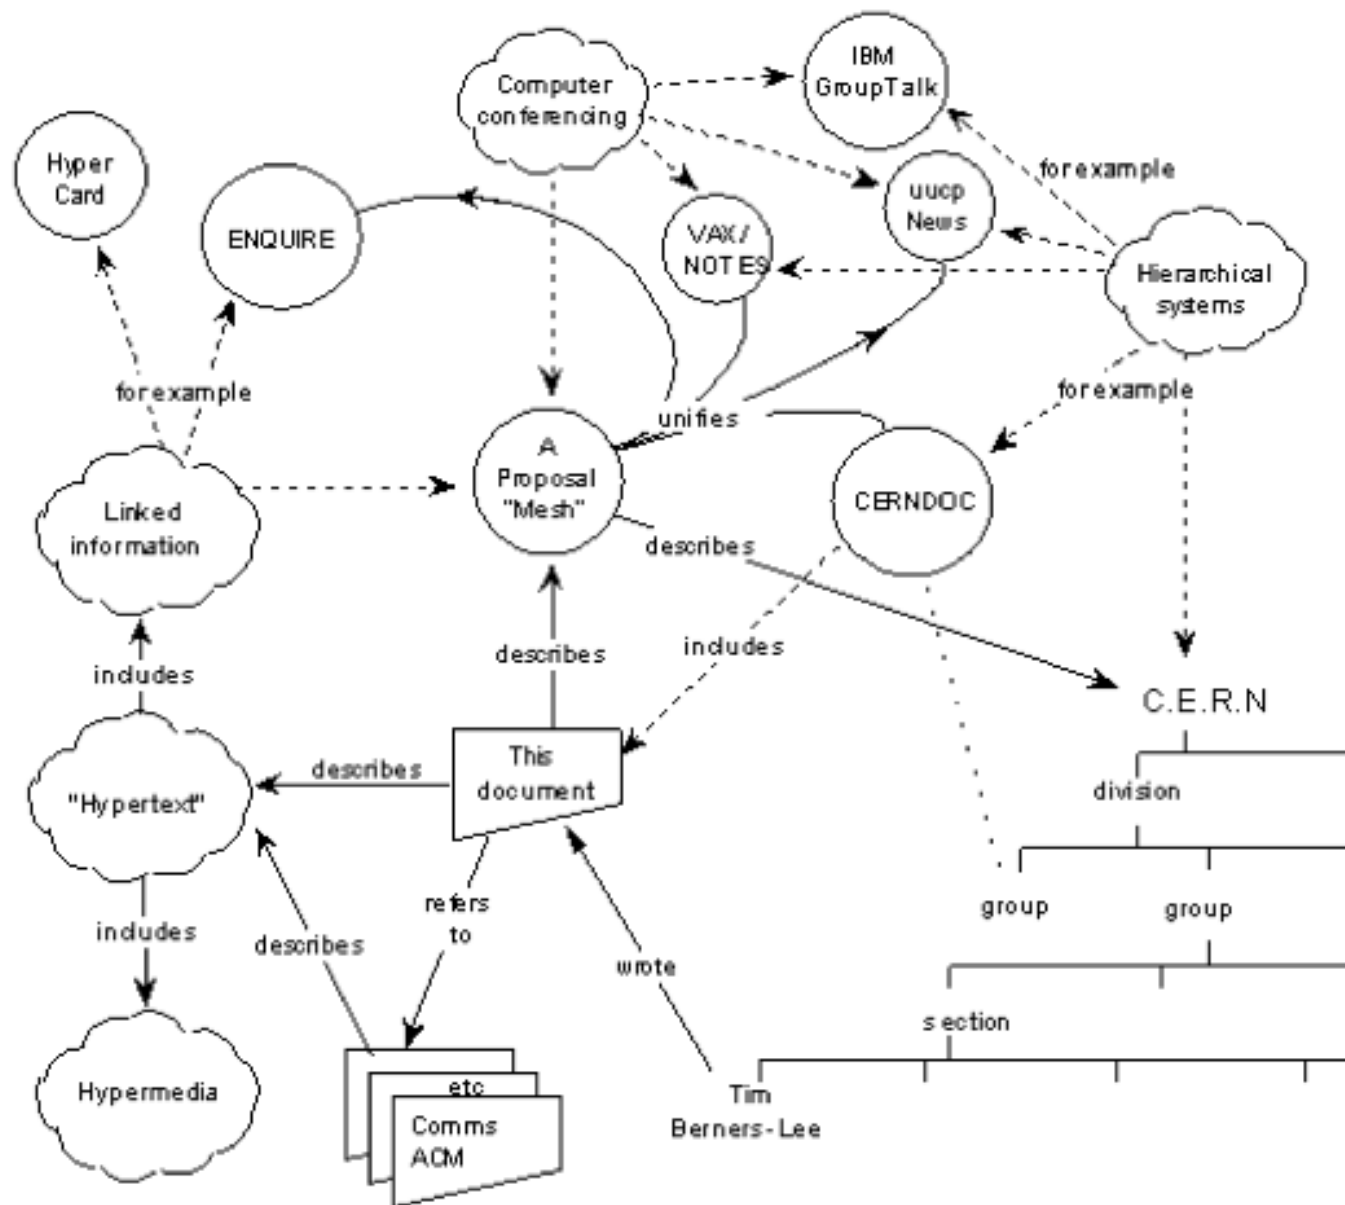 IBM
GroupTalk
Computer
conferencing
Hyper
Card
for example
uucp
News
ENQUIRE
VAX/
NOTES
Hierarchical
systems
for example
for example
unifies
A
Proposal
"Mesh"
CERNDOC
Linked
information
describes
includes
describes
includes
C.E.R.N
This
document
describes
"Hypertext"
division
refers
to
group
group
includes
describes
wrote
section
Hypermedia
etc
Comms
ACM
Tim
Berners-Lee